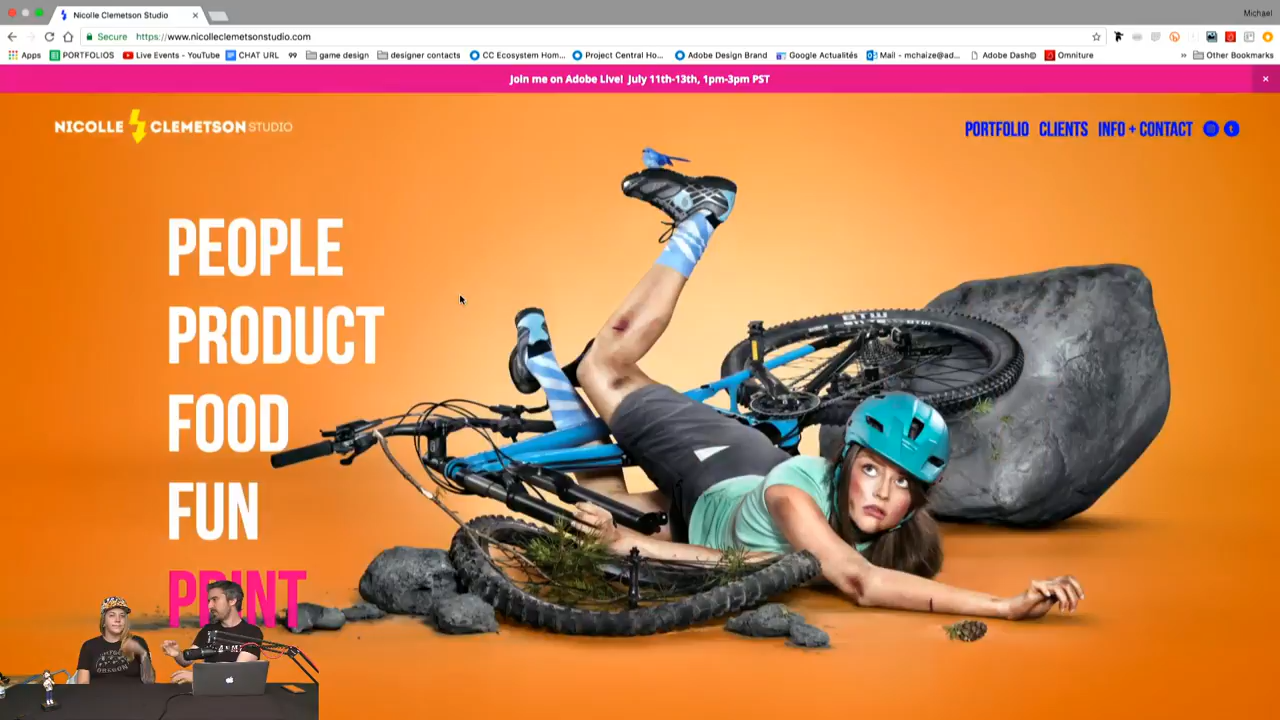 Nicolle Clemetson Studio
Michael
Secure
https://www.nicolleclemetsonstudio.com
Apps
PORTFOLIOS
Live Events - YouTube
CHAT URL
game design
designer contacts
CC Ecosystem Hom...
Project Central Ho...
Adobe Design Brand
Google Actualités
Mail - mchaize@ad...
Adobe Dash
Omniture
»
Other Bookmarks
Join me on Adobe Live! July 11th-13th, 1pm-3pm PST
NICOLLE CLEMETSON STUDIO
PORTFOLIO CLIENTS INFO + CONTACT
PEOPLE
PRODUCT
FOOD
FUN
PRINT
BTW
OREGON